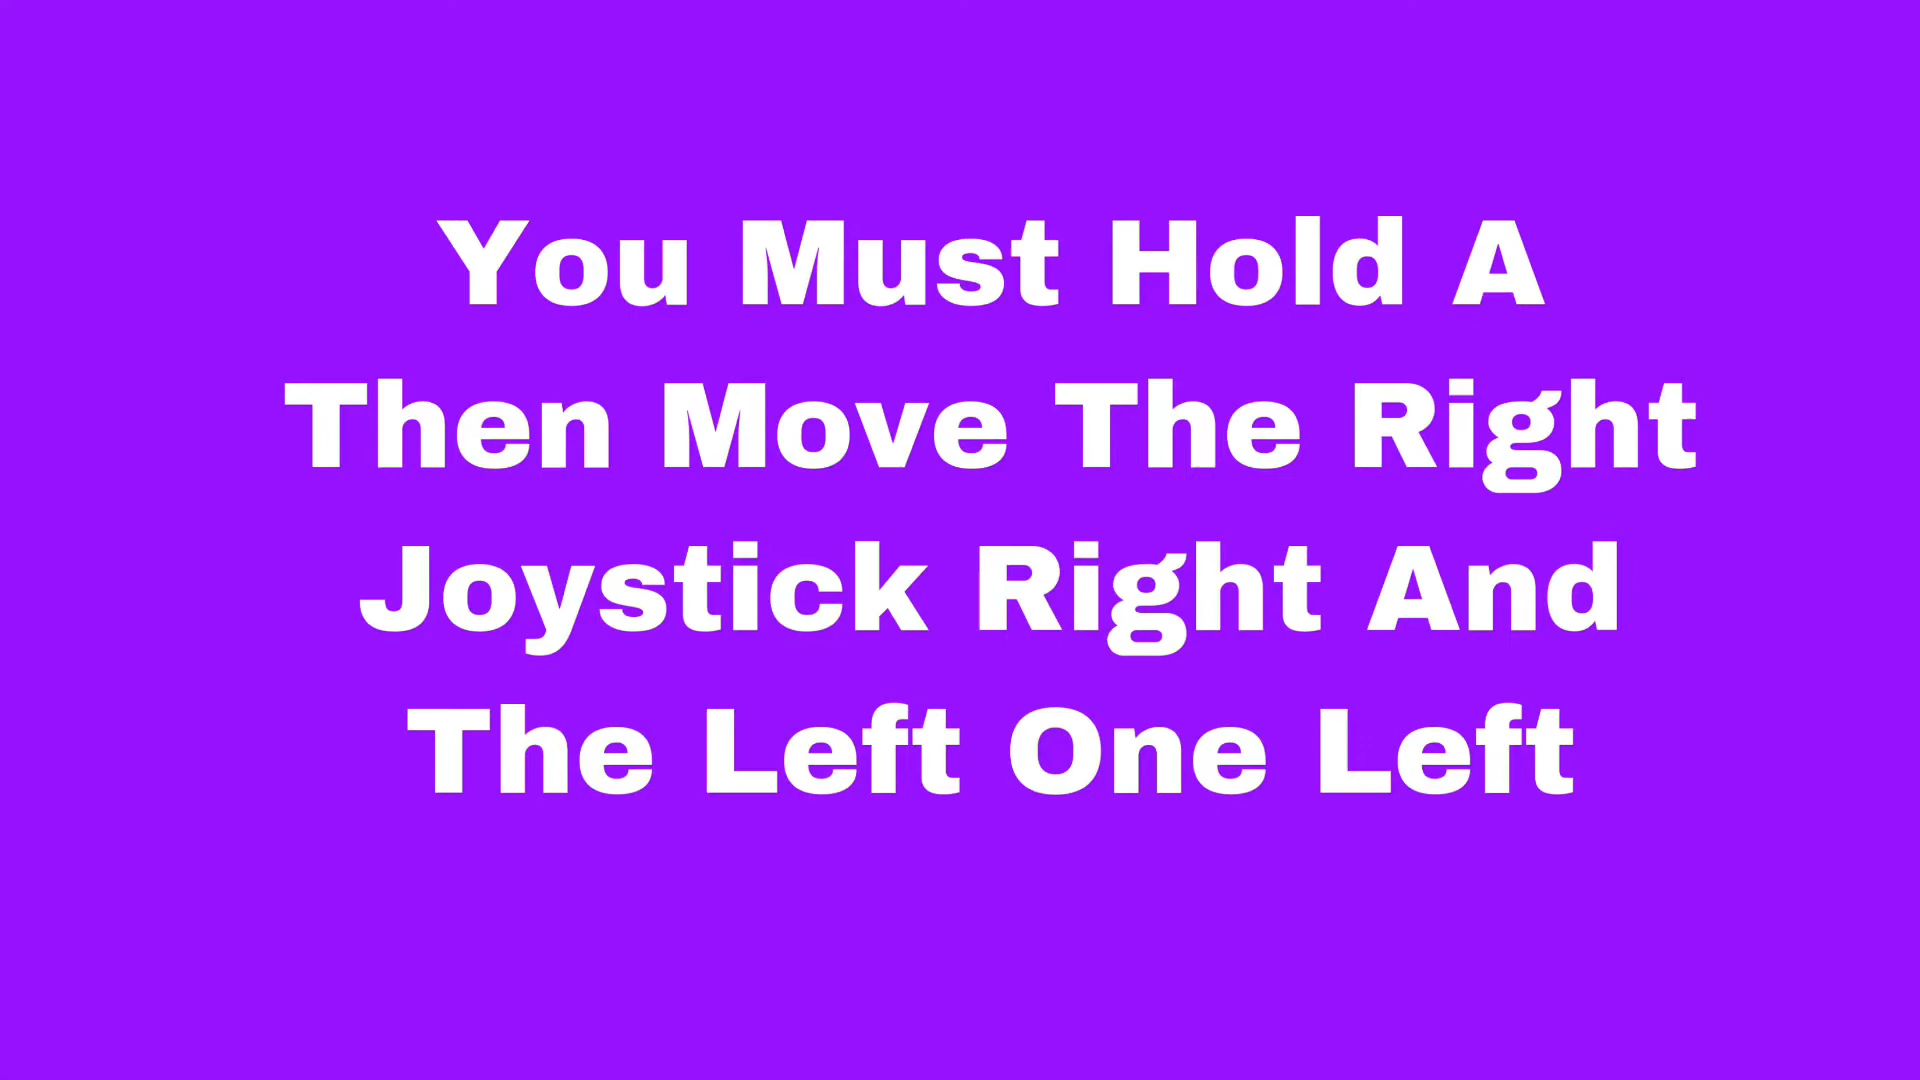 You Must Hold A
Then Move The Right
Joystick Right And
The Left One Left